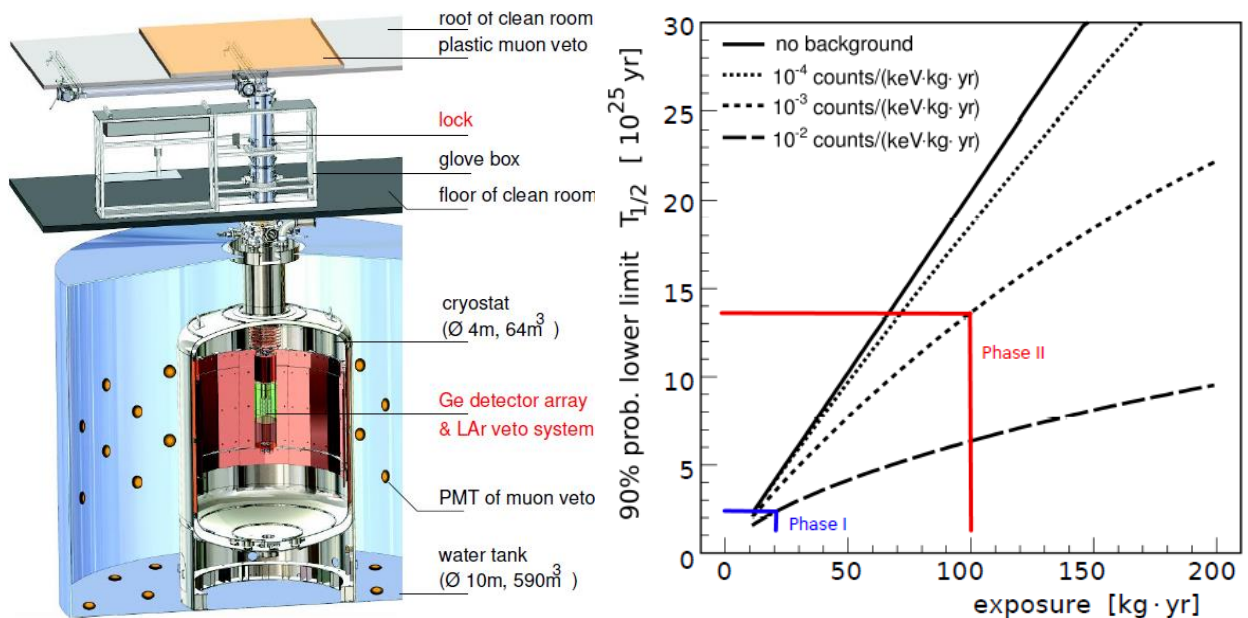 roof of clean room
plastic muon veto
lock
glove box
floor of clean room
cryostat
(Ø 4m, 64m³)
Ge detector array
& LAr veto system
PMT of muon veto
water tank
(Ø 10m, 590m³)
90% prob. lower limit T1/2 [10²⁵ yr]
30
25
20
15
10
5
0
no background
10⁻⁴ counts/(keV·kg· yr)
10⁻³ counts/(keV·kg· yr)
10⁻² counts/(keV·kg· yr)
Phase II
Phase I
0 50 100 150 200
exposure [kg·yr]